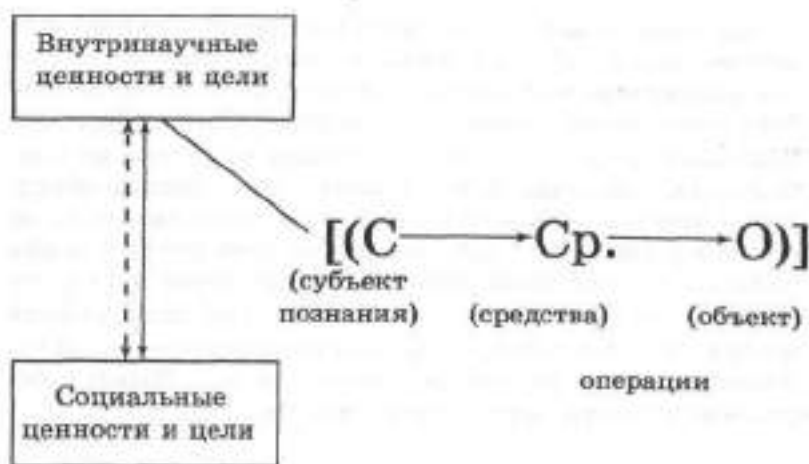 Внутринаучные
ценности и цели
[(С Ср. О)]
(субъект
познания) (средства) (объект)
операции
Социальные
ценности и цели